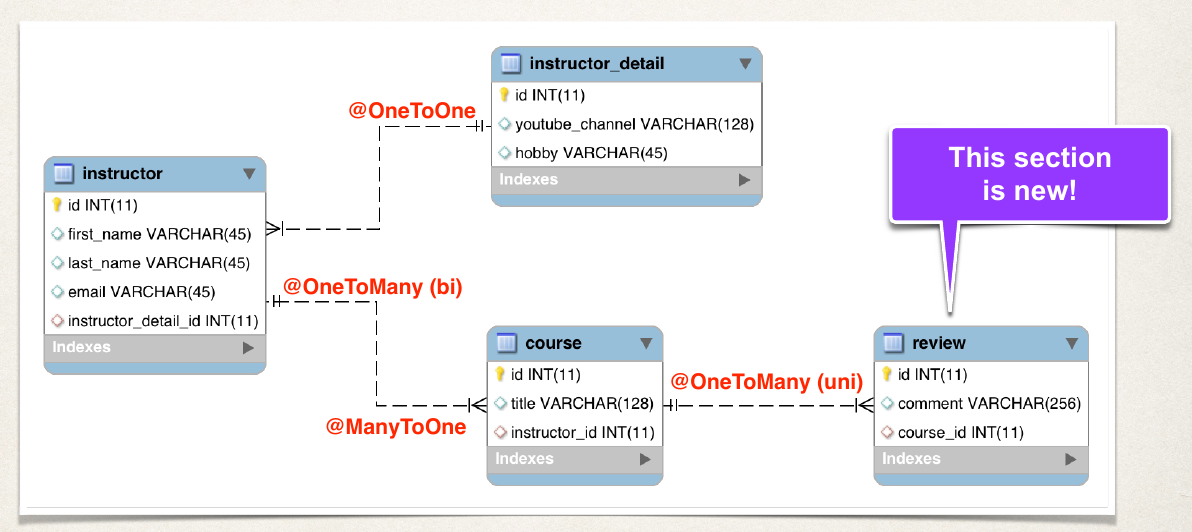 instructor_detail
id INT(11)
youtube_channel VARCHAR(128)
hobby VARCHAR(45)
Indexes
@OneToOne
This section
is new!
instructor
id INT(11)
first_name VARCHAR(45)
last_name VARCHAR(45)
email VARCHAR(45)
instructor_detail_id INT(11)
Indexes
@OneToMany (bi)
@ManyToOne
course
id INT(11)
title VARCHAR(128)
instructor_id INT(11)
Indexes
@OneToMany (uni)
review
id INT(11)
comment VARCHAR(256)
course_id INT(11)
Indexes